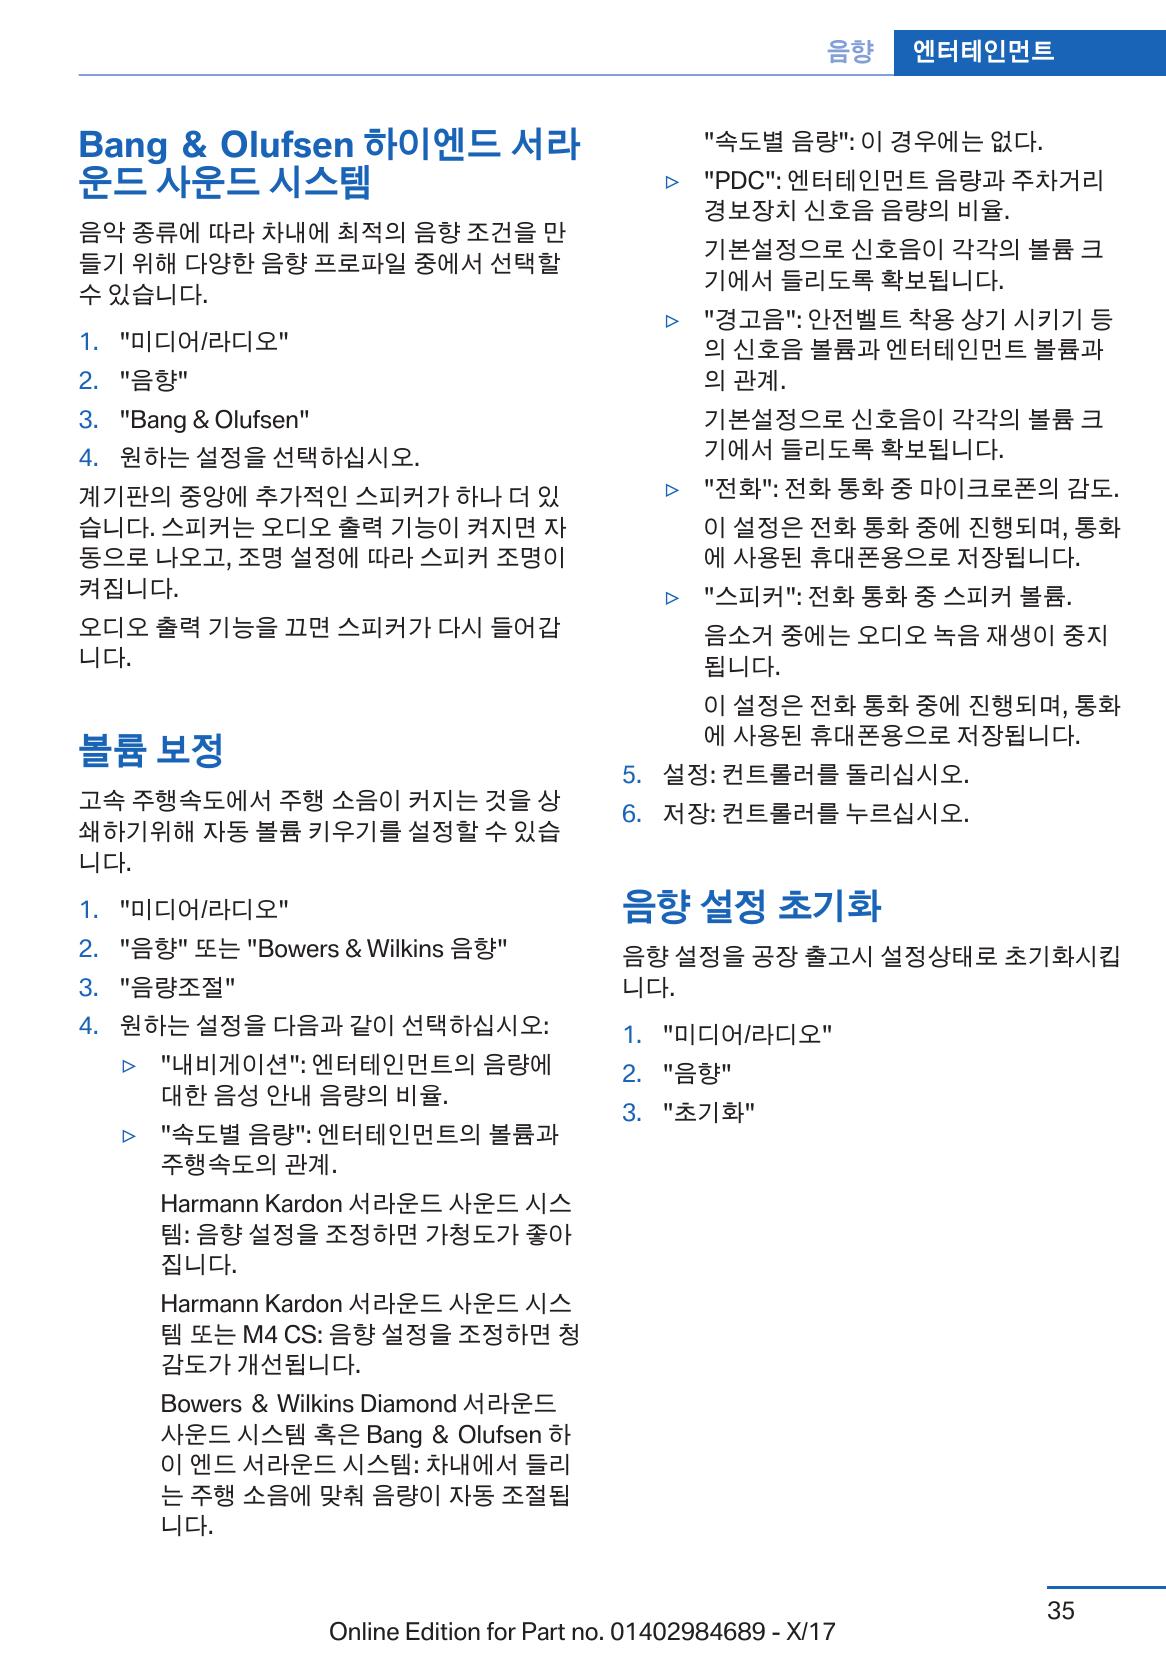 음향 엔터테인먼트
Bang & Olufsen 하이엔드 서라
운드 사운드 시스템
음악 종류에 따라 차내에 최적의 음향 조건을 만
들기 위해 다양한 음향 프로파일 중에서 선택할
수 있습니다.
1. "미디어/라디오"
2. "음향"
3. "Bang & Olufsen"
4. 원하는 설정을 선택하십시오.
계기판의 중앙에 추가적인 스피커가 하나 더 있
습니다. 스피커는 오디오 출력 기능이 켜지면 자
동으로 나오고, 조명 설정에 따라 스피커 조명이
켜집니다.
오디오 출력 기능을 끄면 스피커가 다시 들어갑
니다.
볼륨 보정
고속 주행속도에서 주행 소음이 커지는 것을 상
쇄하기위해 자동 볼륨 키우기를 설정할 수 있습
니다.
1. "미디어/라디오"
2. "음향" 또는 "Bowers & Wilkins 음향"
3. "음량조절"
4. 원하는 설정을 다음과 같이 선택하십시오:
▷ "내비게이션": 엔터테인먼트의 음량에
대한 음성 안내 음량의 비율.
▷ "속도별 음량": 엔터테인먼트의 볼륨과
주행속도의 관계.
Harmann Kardon 서라운드 사운드 시스
템: 음향 설정을 조정하면 가청도가 좋아
집니다.
Harmann Kardon 서라운드 사운드 시스
템 또는 M4 CS: 음향 설정을 조정하면 청
감도가 개선됩니다.
Bowers & Wilkins Diamond 서라운드
사운드 시스템 혹은 Bang & Olufsen 하
이 엔드 서라운드 시스템: 차내에서 들리
는 주행 소음에 맞춰 음량이 자동 조절됩
니다.
"속도별 음량": 이 경우에는 없다.
▷ "PDC": 엔터테인먼트 음량과 주차거리
경보장치 신호음 음량의 비율.
기본설정으로 신호음이 각각의 볼륨 크
기에서 들리도록 확보됩니다.
▷ "경고음": 안전벨트 착용 상기 시키기 등
의 신호음 볼륨과 엔터테인먼트 볼륨과
의 관계.
기본설정으로 신호음이 각각의 볼륨 크
기에서 들리도록 확보됩니다.
▷ "전화": 전화 통화 중 마이크로폰의 감도.
이 설정은 전화 통화 중에 진행되며, 통화
에 사용된 휴대폰용으로 저장됩니다.
▷ "스피커": 전화 통화 중 스피커 볼륨.
음소거 중에는 오디오 녹음 재생이 중지
됩니다.
이 설정은 전화 통화 중에 진행되며, 통화
에 사용된 휴대폰용으로 저장됩니다.
5. 설정: 컨트롤러를 돌리십시오.
6. 저장: 컨트롤러를 누르십시오.
음향 설정 초기화
음향 설정을 공장 출고시 설정상태로 초기화시킵
니다.
1. "미디어/라디오"
2. "음향"
3. "초기화"
35
Online Edition for Part no. 01402984689 - X/17